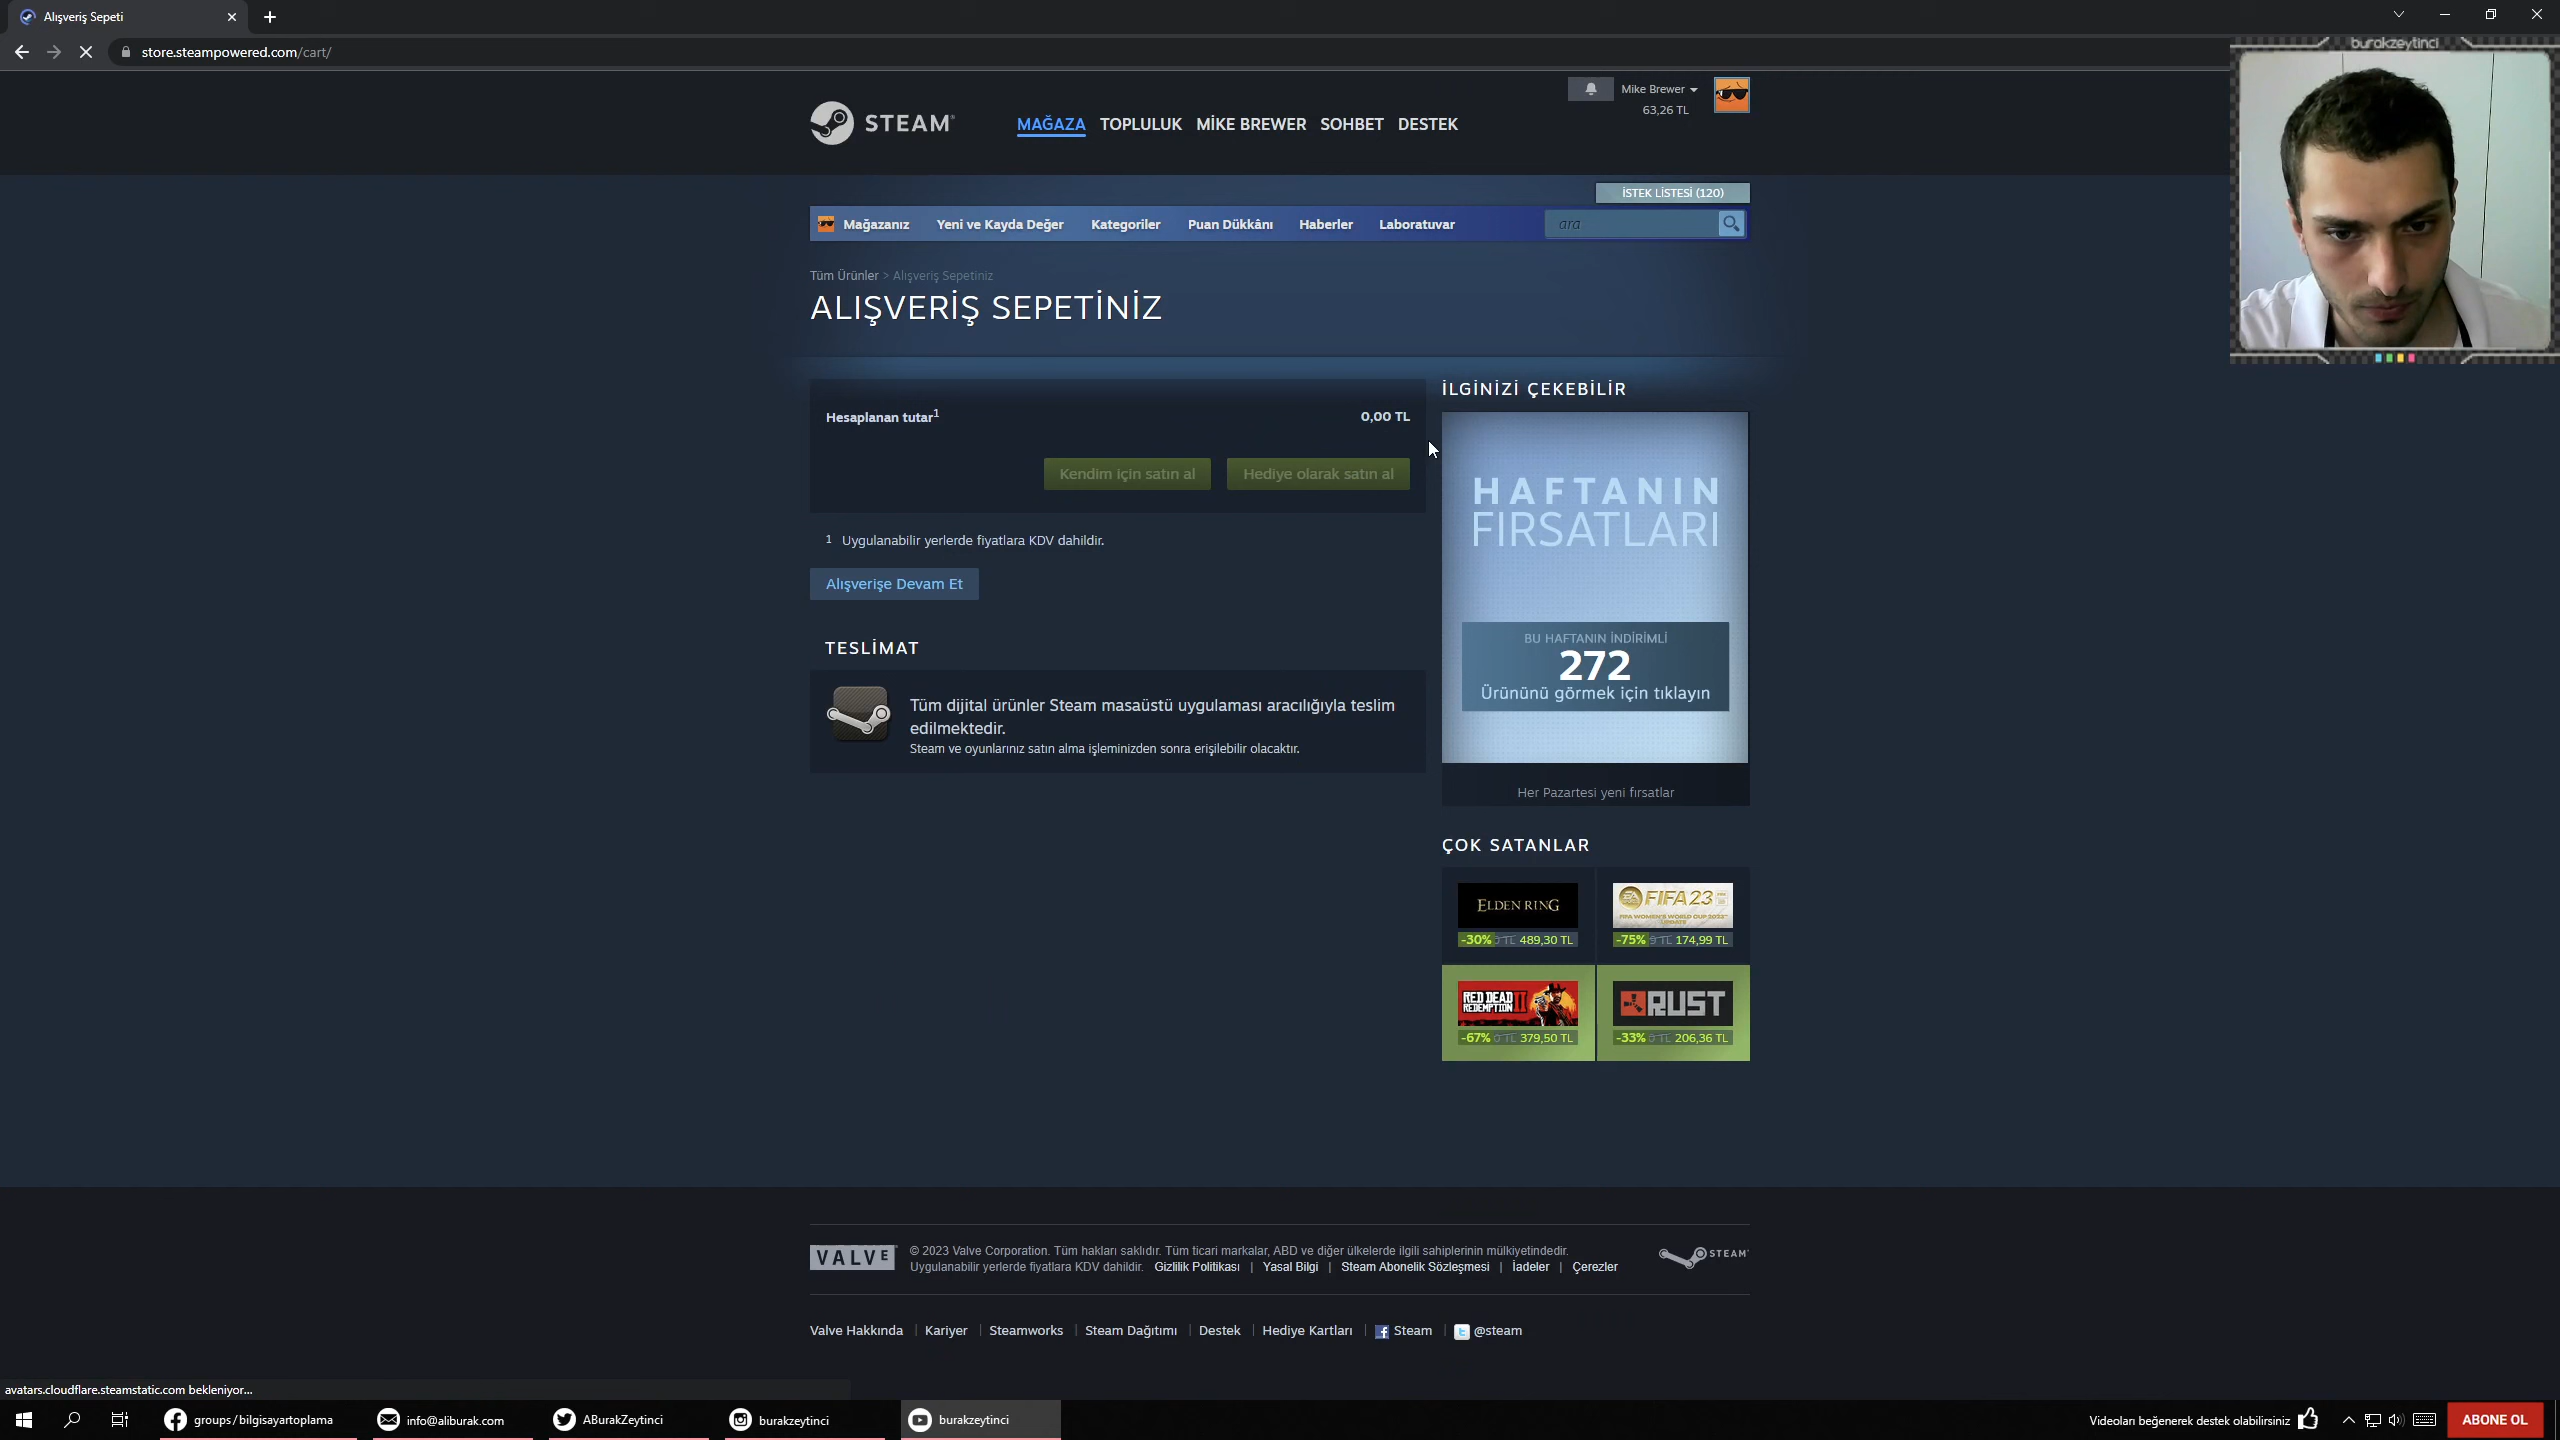 Alışveriş Sepeti
store.steampowered.com/cart/
burakzeytinci
Mike Brewer
63,26 TL
STEAM
MAĞAZA TOPLULUK MİKE BREWER SOHBET DESTEK
İSTEK LİSTESİ (120)
Mağazanız Yeni ve Kayda Değer Kategoriler Puan Dükkânı Haberler Laboratuvar ara
Tüm Ürünler > Alışveriş Sepetiniz
ALIŞVERİŞ SEPETİNİZ
Hesaplanan tutar1 0,00 TL
Kendim için satın al Hediye olarak satın al
1 Uygulanabilir yerlerde fiyatlara KDV dahildir.
Alışverişe Devam Et
TESLİMAT
Tüm dijital ürünler Steam masaüstü uygulaması aracılığıyla teslim
edilmektedir.
Steam ve oyunlarınız satın alma işleminizden sonra erişilebilir olacaktır.
İLGİNİZİ ÇEKEBİLİR
HAFTANIN
FIRSATLARI
BU HAFTANIN İNDİRİMLİ
272
Ürününü görmek için tıklayın
Her Pazartesi yeni fırsatlar
ÇOK SATANLAR
ELDEN RING
-30% 489,30 TL
FIFA 23
FIFA WOMEN'S WORLD CUP 2023™
UPDATE
-75% 174,99 TL
RED DEAD
REDEMPTION II
-67% 379,50 TL
RUST
-33% 206,36 TL
VALVE
© 2023 Valve Corporation. Tüm hakları saklıdır. Tüm ticari markalar, ABD ve diğer ülkelerde ilgili sahiplerinin mülkiyetindedir.
Uygulanabilir yerlerde fiyatlara KDV dahildir. Gizlilik Politikası | Yasal Bilgi | Steam Abonelik Sözleşmesi | İadeler | Çerezler
STEAM
Valve Hakkında | Kariyer | Steamworks | Steam Dağıtımı | Destek | Hediye Kartları | Steam | @steam
avatars.cloudflare.steamstatic.com bekleniyor...
groups/bilgisayartoplama info@aliburak.com ABurakZeytinci burakzeytinci burakzeytinci
Videoları beğenerek destek olabilirsiniz
ABONE OL